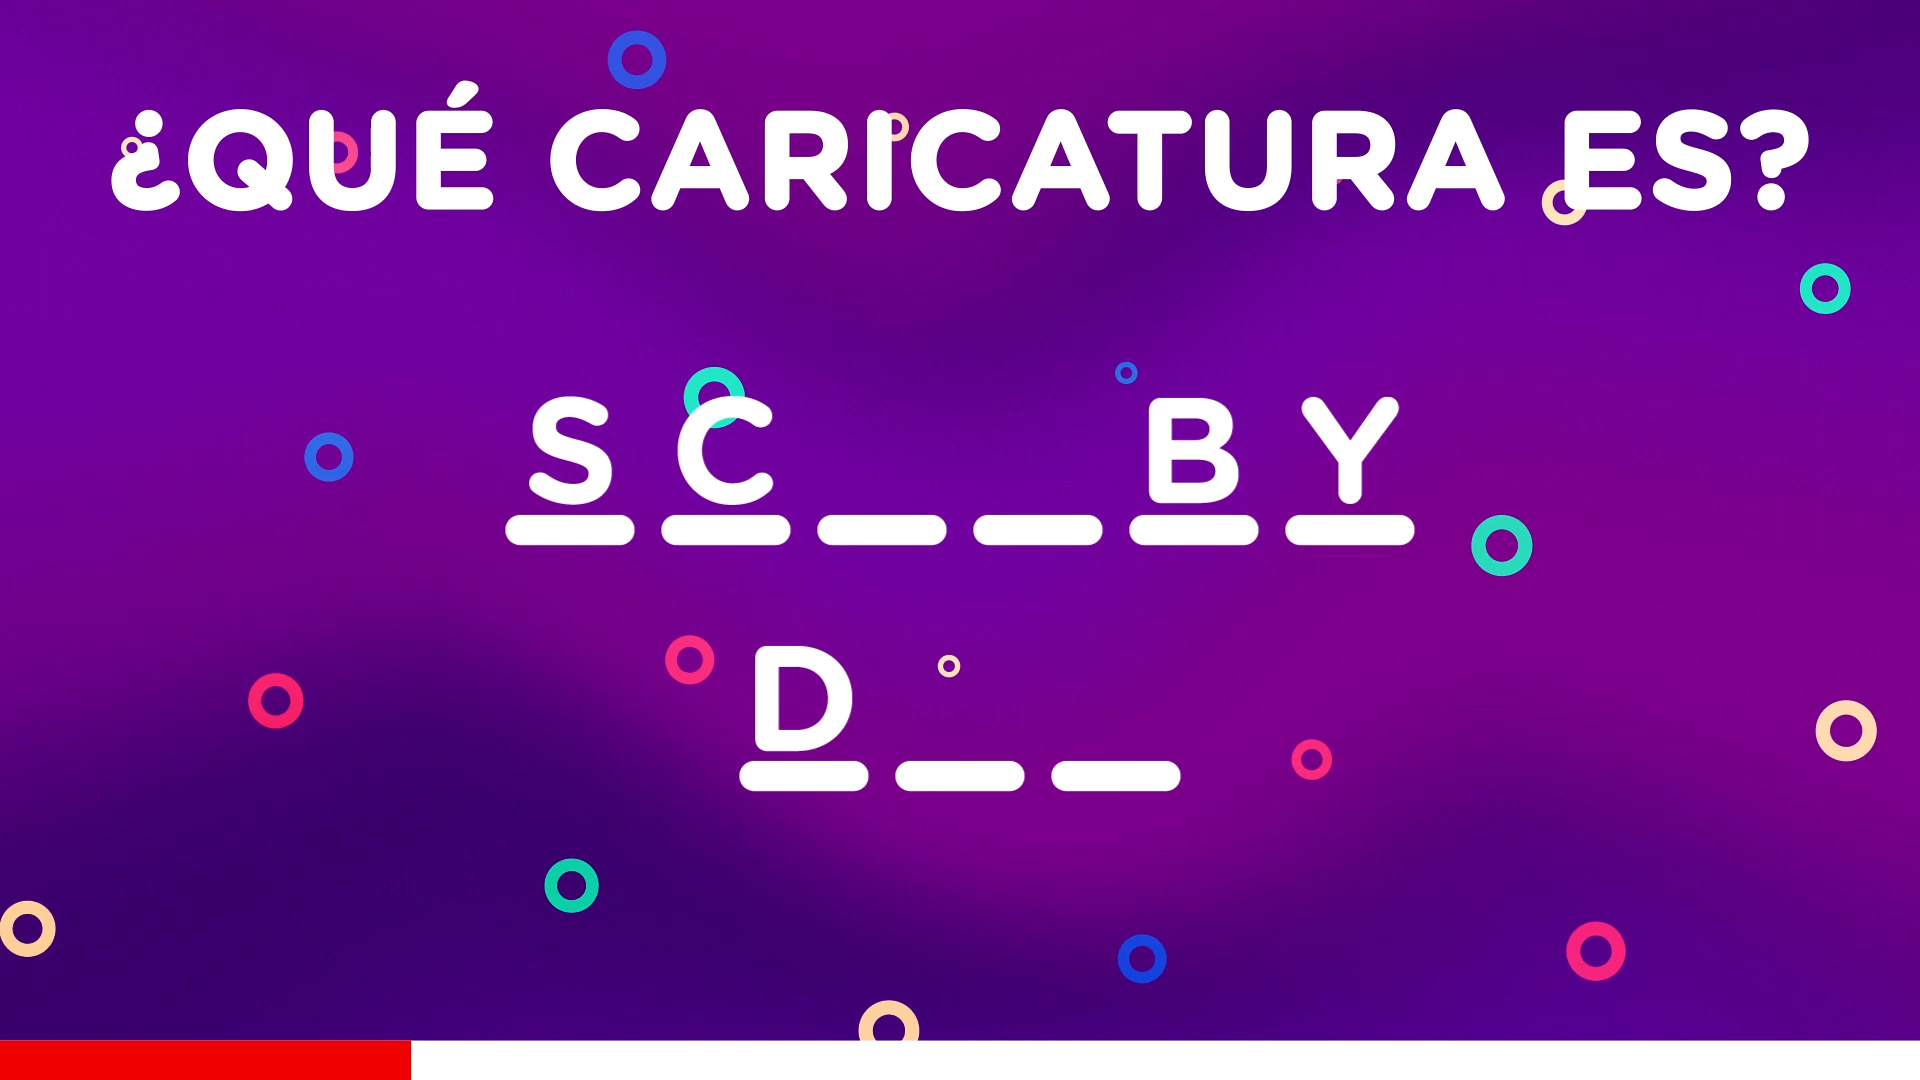 ¿QUÉ CARICATURA ES?
S C _ _ B Y
D _ _